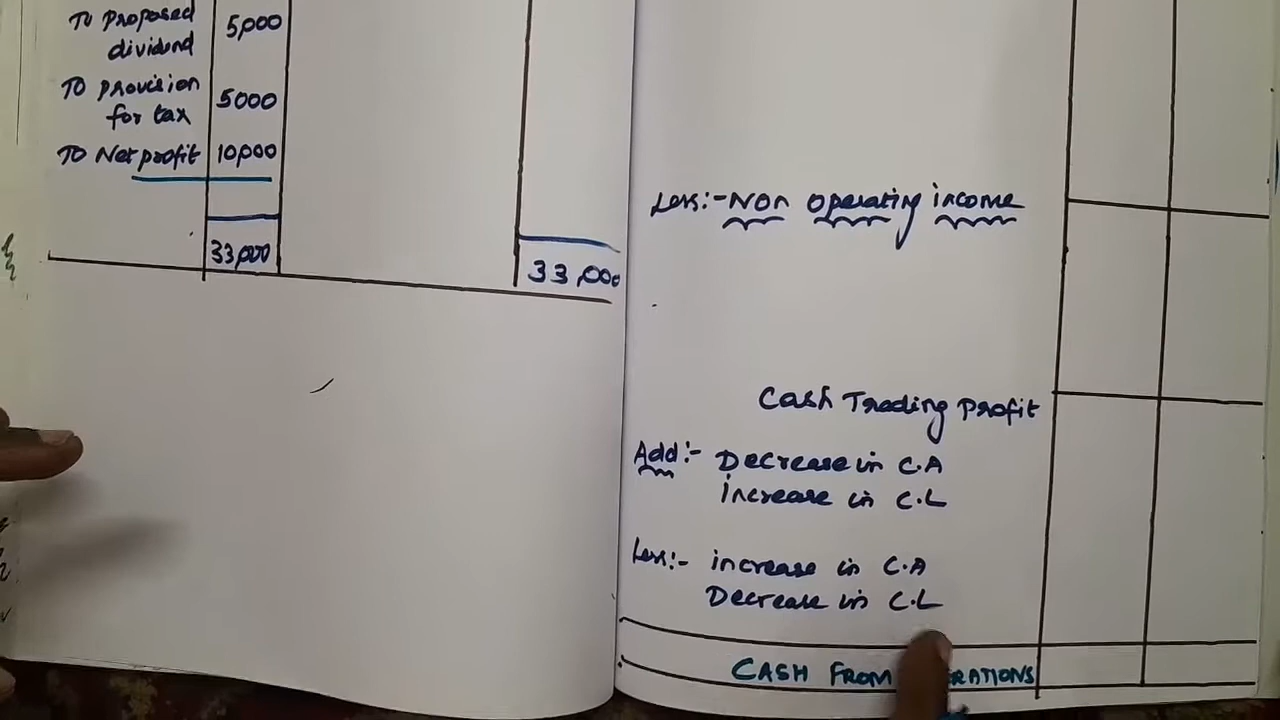 To Proposed 5,000
dividend
To provision
for tax 5000
To Net profit 10,000
33,000 33,000
Less:- Non operating income
Cash Trading Profit
Add:- Decrease in C.A
Increase in C.L
Less:- increase in C.A
Decrease in C.L
CASH FROM RATIONS